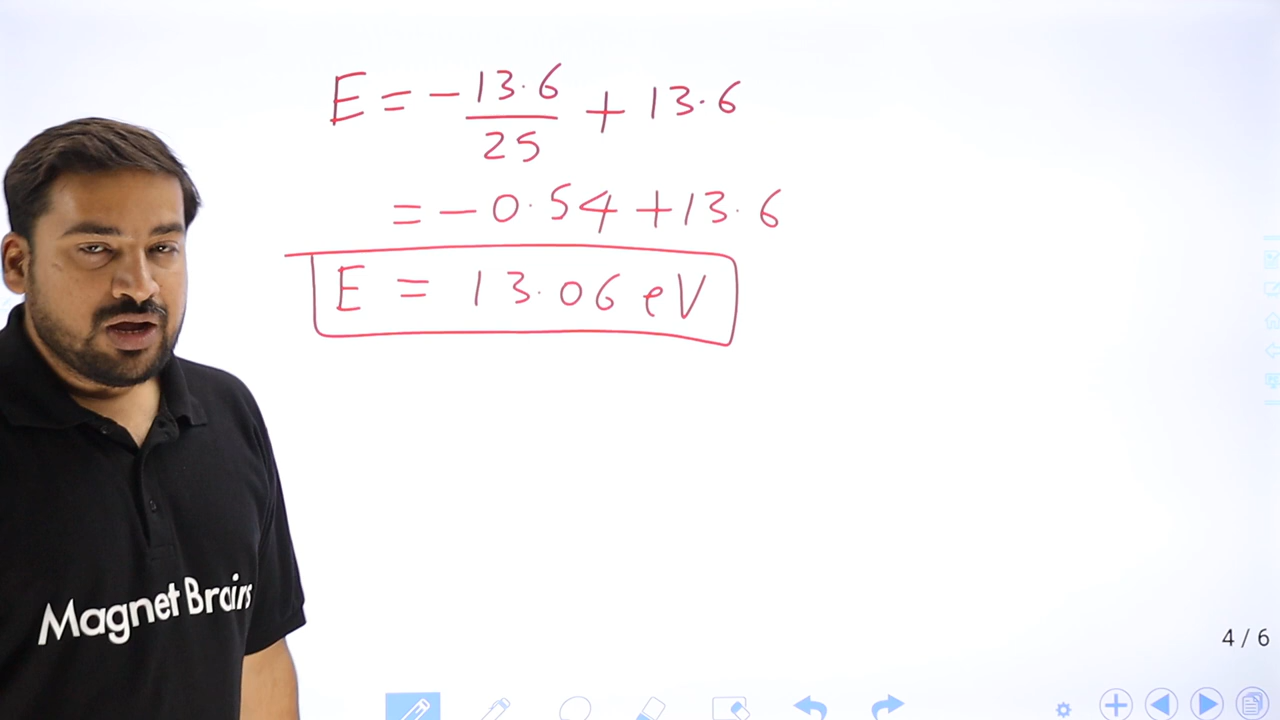 E = -13.6/25 + 13.6
= -0.54 + 13.6
E = 13.06 eV
Magnet Brains
4 / 6